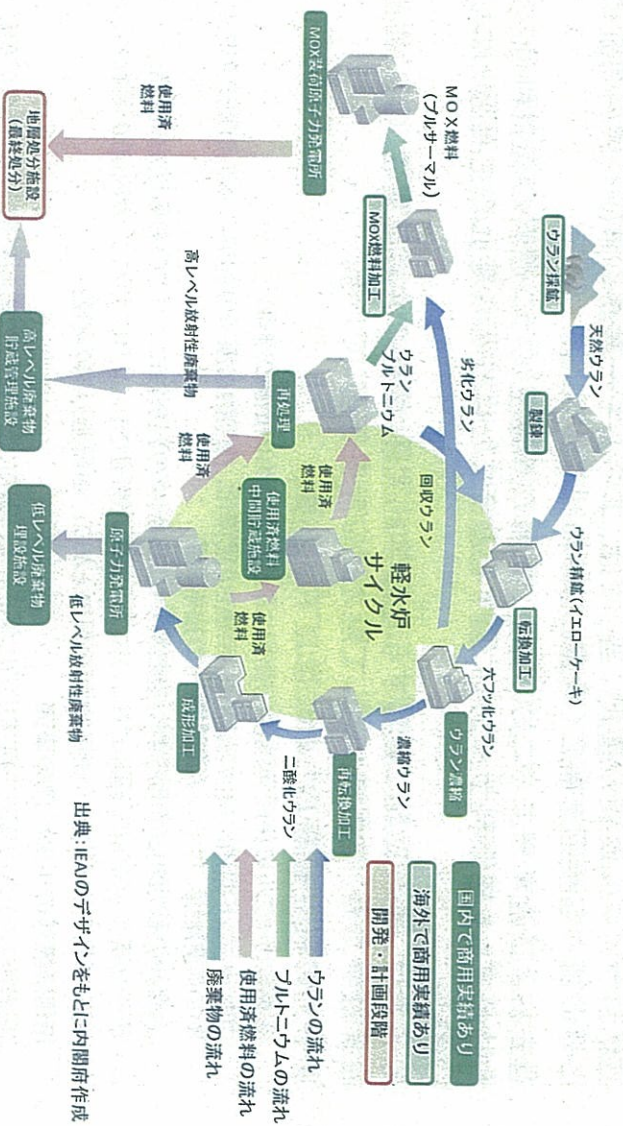 ウラン採鉱
天然ウラン
製錬
ウラン精鉱(イエローケーキ)
転換加工
六フッ化ウラン
ウラン濃縮
濃縮ウラン
再転換加工
二酸化ウラン
成形加工
原子力発電所
低レベル放射性廃棄物
低レベル廃棄物
埋設施設
使用済
燃料
使用済燃料
中間貯蔵施設
使用済
燃料
使用済
燃料
再処理
軽水炉
サイクル
回収ウラン
劣化ウラン
ウラン
プルトニウム
MOX燃料加工
MOX燃料
(プルサーマル)
MOX装荷原子力発電所
使用済
燃料
高レベル放射性廃棄物
高レベル廃棄物
貯蔵管理施設
地層処分施設
(最終処分)
国内で商用実績あり
海外で商用実績あり
開発・計画段階
ウランの流れ
プルトニウムの流れ
使用済燃料の流れ
廃棄物の流れ
出典:IEAJのデザインをもとに内閣府作成